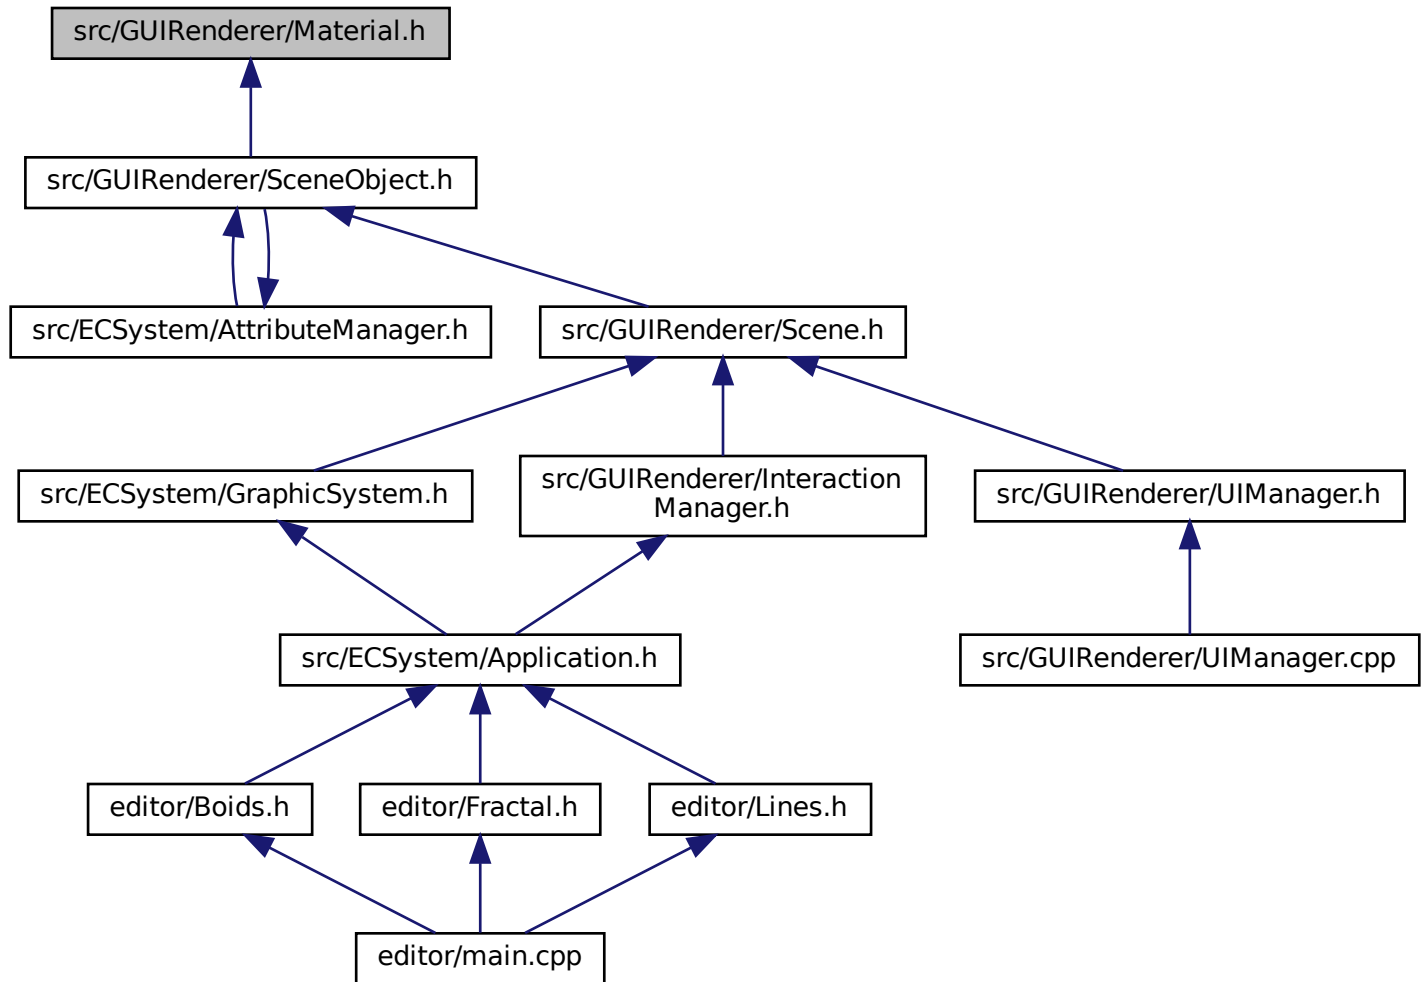 src/GUIRenderer/Material.h
src/GUIRenderer/SceneObject.h
src/ECSystem/AttributeManager.h
src/GUIRenderer/Scene.h
src/ECSystem/GraphicSystem.h
src/GUIRenderer/Interaction
Manager.h
src/GUIRenderer/UIManager.h
src/ECSystem/Application.h
src/GUIRenderer/UIManager.cpp
editor/Boids.h
editor/Fractal.h
editor/Lines.h
editor/main.cpp